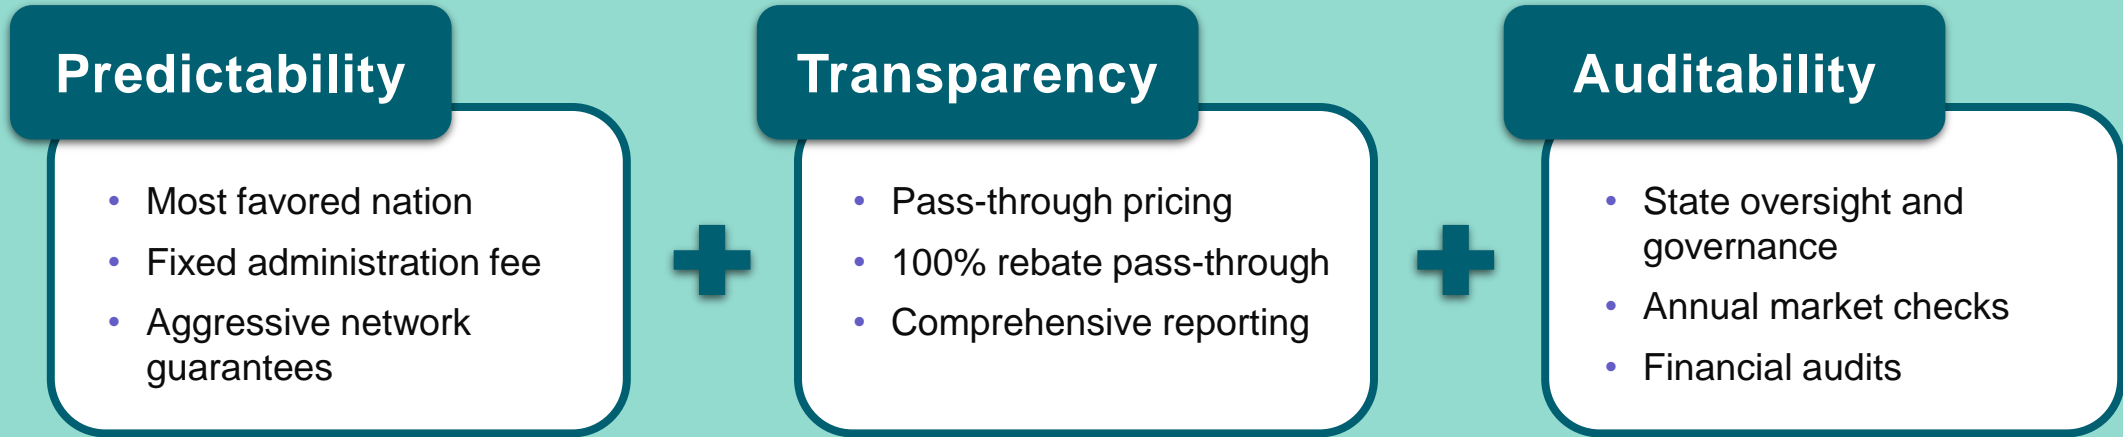 Predictability
• Most favored nation
• Fixed administration fee
• Aggressive network
guarantees
Transparency
• Pass-through pricing
• 100% rebate pass-through
• Comprehensive reporting
Auditability
• State oversight and
governance
• Annual market checks
• Financial audits